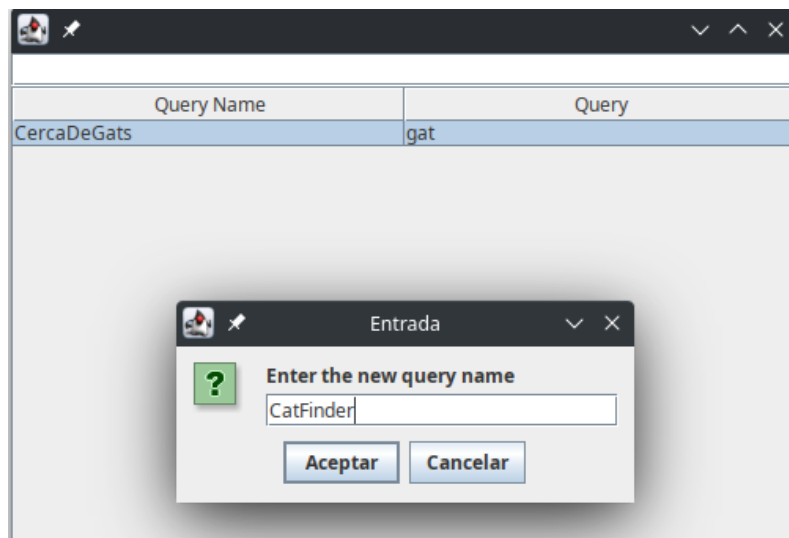 Query Name Query
CercaDeGats gat
Entrada
?
Enter the new query name
CatFinder
Aceptar Cancelar